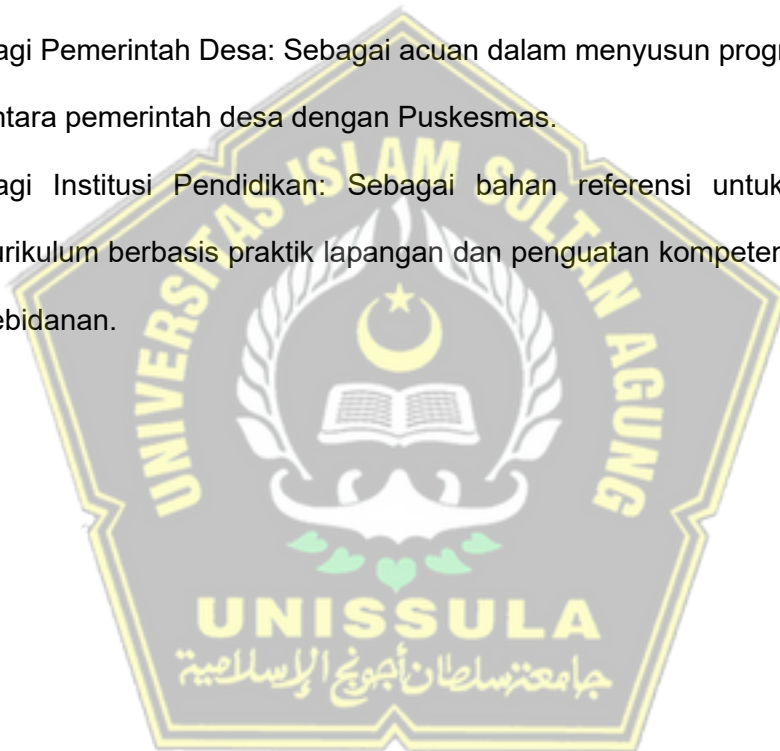 agi Pemerintah Desa: Sebagai acuan dalam menyusun progr
ntara pemerintah desa dengan Puskesmas.
agi Institusi Pendidikan: Sebagai bahan referensi untuk
urikulum berbasis praktik lapangan dan penguatan kompeten
ebidanan.
UNIVERSITAS ISLAM SULTAN AGUNG
UNISSULA
جامعة سلطان أجونج الإسلامية